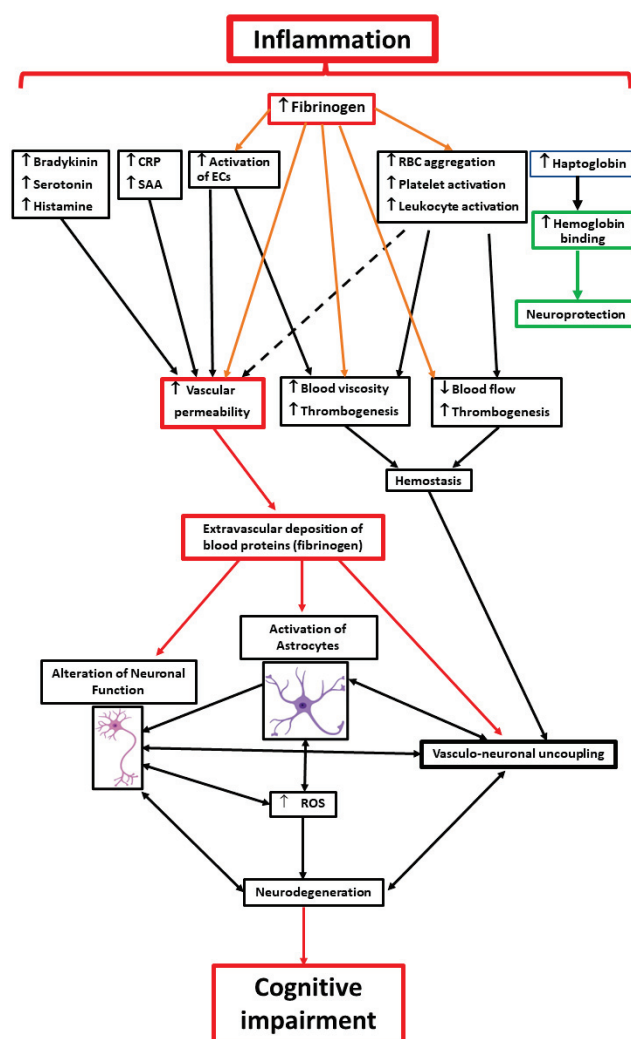 Inflammation
↑ Fibrinogen
↑ Bradykinin
↑ Serotonin
↑ Histamine
↑ CRP
↑ SAA
↑ Activation
of ECs
↑ RBC aggregation
↑ Platelet activation
↑ Leukocyte activation
↑ Haptoglobin
↑ Hemoglobin
binding
Neuroprotection
↑ Vascular
permeability
↑ Blood viscosity
↑ Thrombogenesis
↓ Blood flow
↑ Thrombogenesis
Hemostasis
Extravascular deposition of
blood proteins (fibrinogen)
Activation of
Astrocytes
Alteration of Neuronal
Function
Vasculo-neuronal uncoupling
↑ ROS
Neurodegeneration
Cognitive
impairment